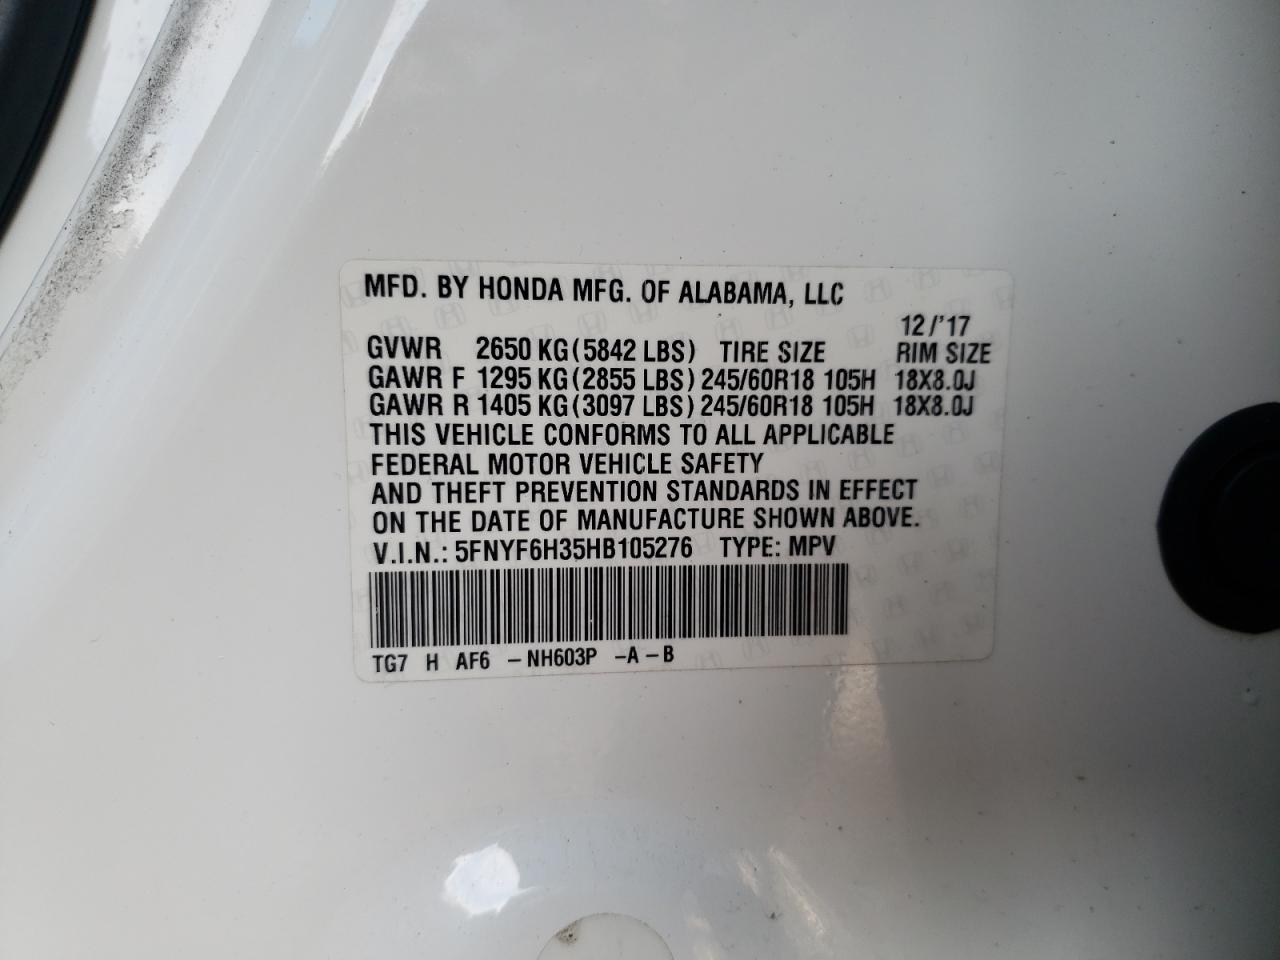 MFD. BY HONDA MFG. OF ALABAMA, LLC
12/'17
GVWR 2650 KG(5842 LBS) TIRE SIZE RIM SIZE
GAWR F 1295 KG(2855 LBS) 245/60R18 105H 18X8.0J
GAWR R 1405 KG(3097 LBS) 245/60R18 105H 18X8.0J
THIS VEHICLE CONFORMS TO ALL APPLICABLE
FEDERAL MOTOR VEHICLE SAFETY
AND THEFT PREVENTION STANDARDS IN EFFECT
ON THE DATE OF MANUFACTURE SHOWN ABOVE.
V.I.N.: 5FNYF6H35HB105276 TYPE: MPV
TG7 H AF6 -NH603P -A-B